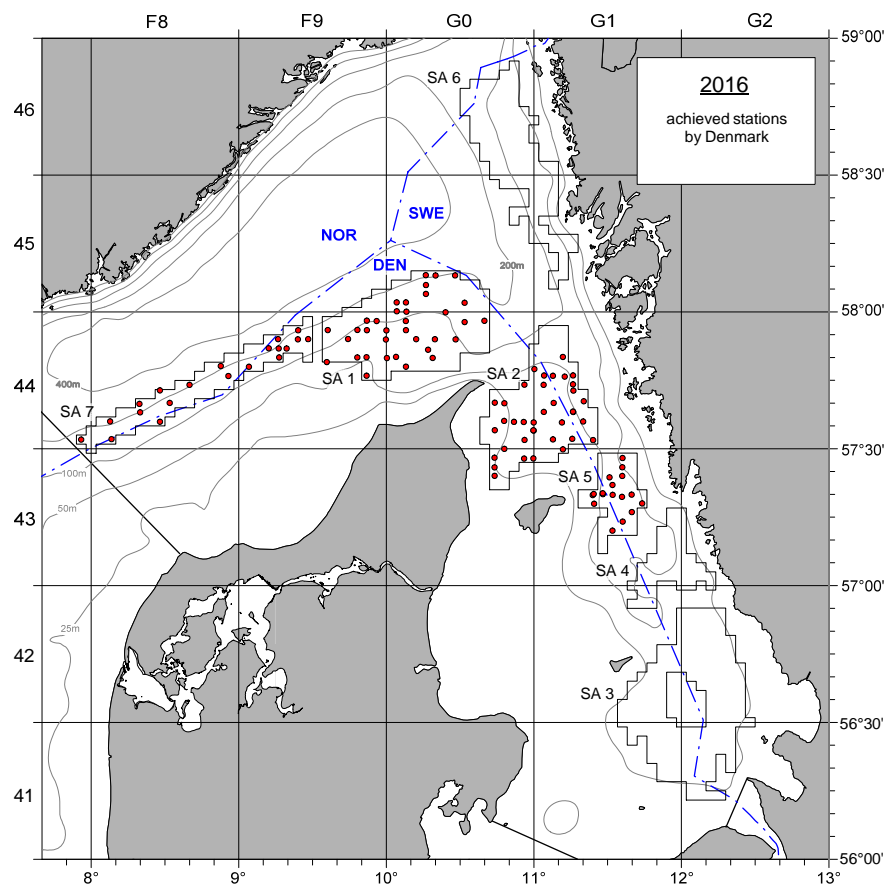 F8 F9 G0 G1 G2
59°00'
SA 6
2016
46
achieved stations
by Denmark
58°30'
SWE
NOR
45
DEN
200m
58°00'
400m
44
SA 1
SA 2
SA 7
57°30'
100m
SA 5
50m
43
SA 4
57°00'
25m
42
SA 3
56°30'
41
56°00'
8° 9° 10° 11° 12° 13°